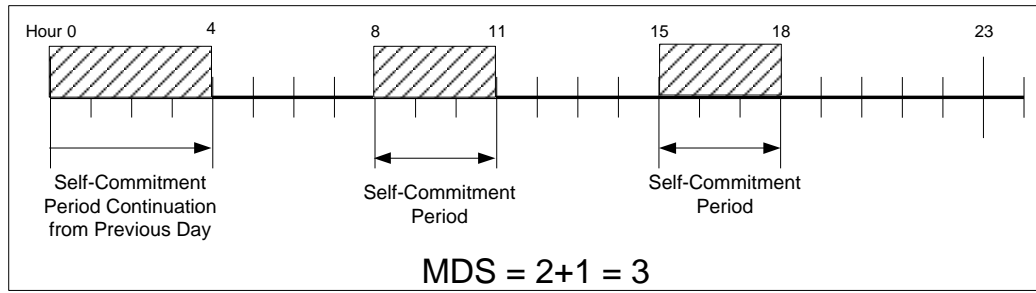 Hour 0 4 8 11 15 18 23
Self-Commitment
Period Continuation
from Previous Day
Self-Commitment
Period
Self-Commitment
Period
MDS = 2+1 = 3